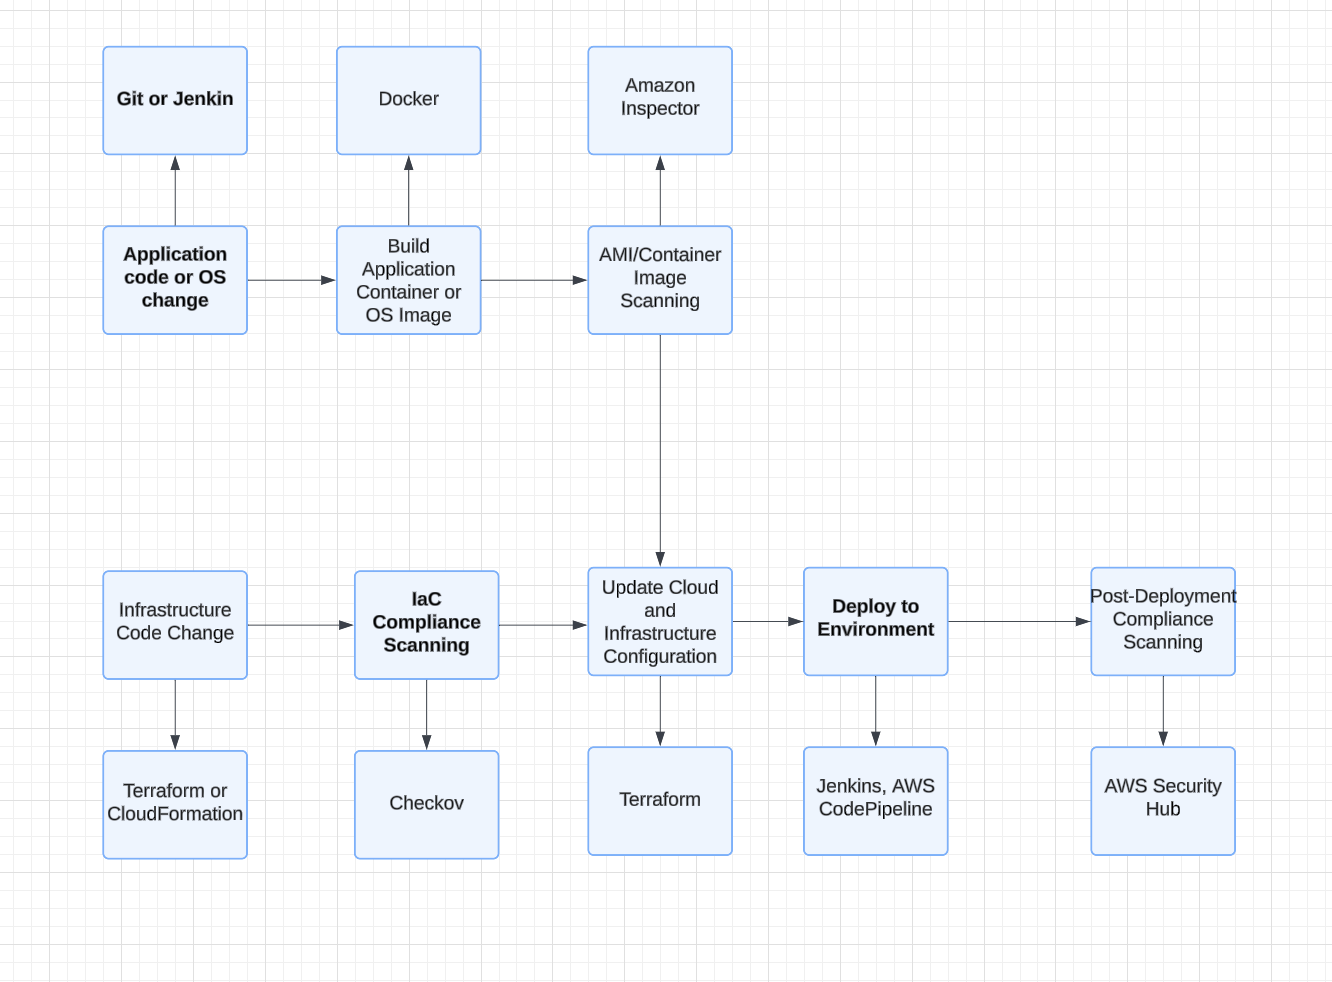 Git or Jenkin
Docker
Amazon
Inspector
Application
code or OS
change
Build
Application
Container or
OS Image
AMI/Container
Image
Scanning
Infrastructure
Code Change
IaC
Compliance
Scanning
Update Cloud
and
Infrastructure
Configuration
Deploy to
Environment
Post-Deployment
Compliance
Scanning
Terraform or
CloudFormation
Checkov
Terraform
Jenkins, AWS
CodePipeline
AWS Security
Hub